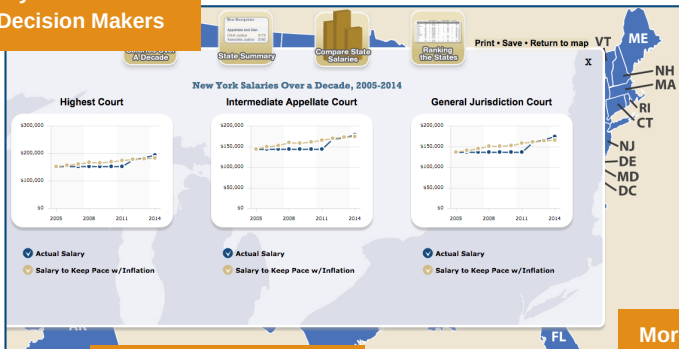 Decision Makers
Salaries Over
A Decade
State Summary
Compare State
Salaries
Ranking
the States
Print • Save • Return to map
VT
ME
X
New York Salaries Over a Decade, 2005-2014
NH
MA
RI
CT
NJ
DE
MD
DC
Highest Court
$300,000
$200,000
$100,000
$0
2005
2008
2011
2014
Actual Salary
Salary to Keep Pace w/Inflation
Intermediate Appellate Court
$200,000
$150,000
$100,000
$50,000
$0
2005
2008
2011
2014
Actual Salary
Salary to Keep Pace w/Inflation
General Jurisdiction Court
$200,000
$150,000
$100,000
$50,000
$0
2005
2008
2011
2014
Actual Salary
Salary to Keep Pace w/Inflation
AR
FL
Mor